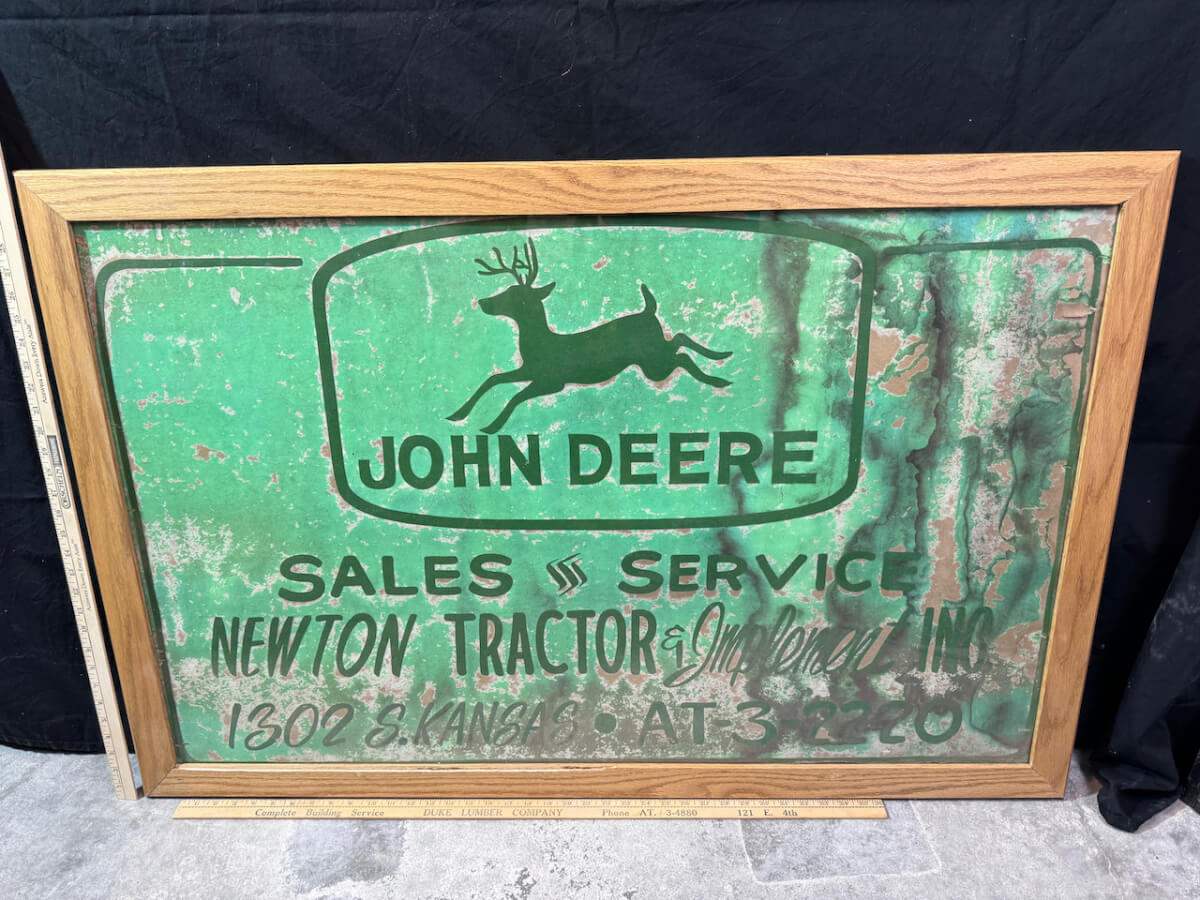 JOHN DEERE
SALES SERVICE
NEWTON TRACTOR & Implement INC.
1302 S. KANSAS • AT-3-2220
Complete Building Service DUKE LUMBER COMPANY Phone AT. 3-4880 121 E. 4th